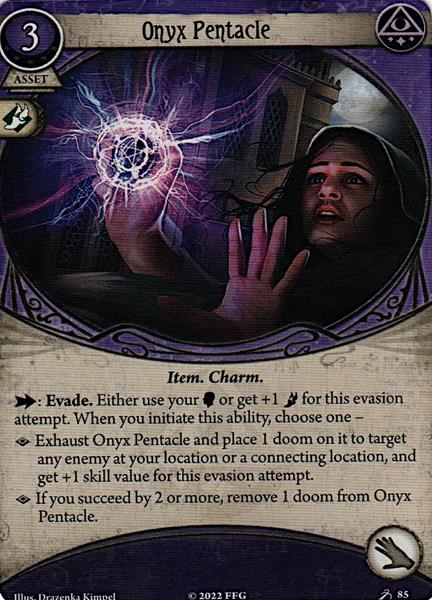 3
Onyx Pentacle
ASSET
Item. Charm.
: Evade. Either use your or get +1 for this evasion
attempt. When you initiate this ability, choose one –
Exhaust Onyx Pentacle and place 1 doom on it to target
any enemy at your location or a connecting location, and
get +1 skill value for this evasion attempt.
If you succeed by 2 or more, remove 1 doom from Onyx
Pentacle.
Illus. Drazenka Kimpel
© 2022 FFG
85